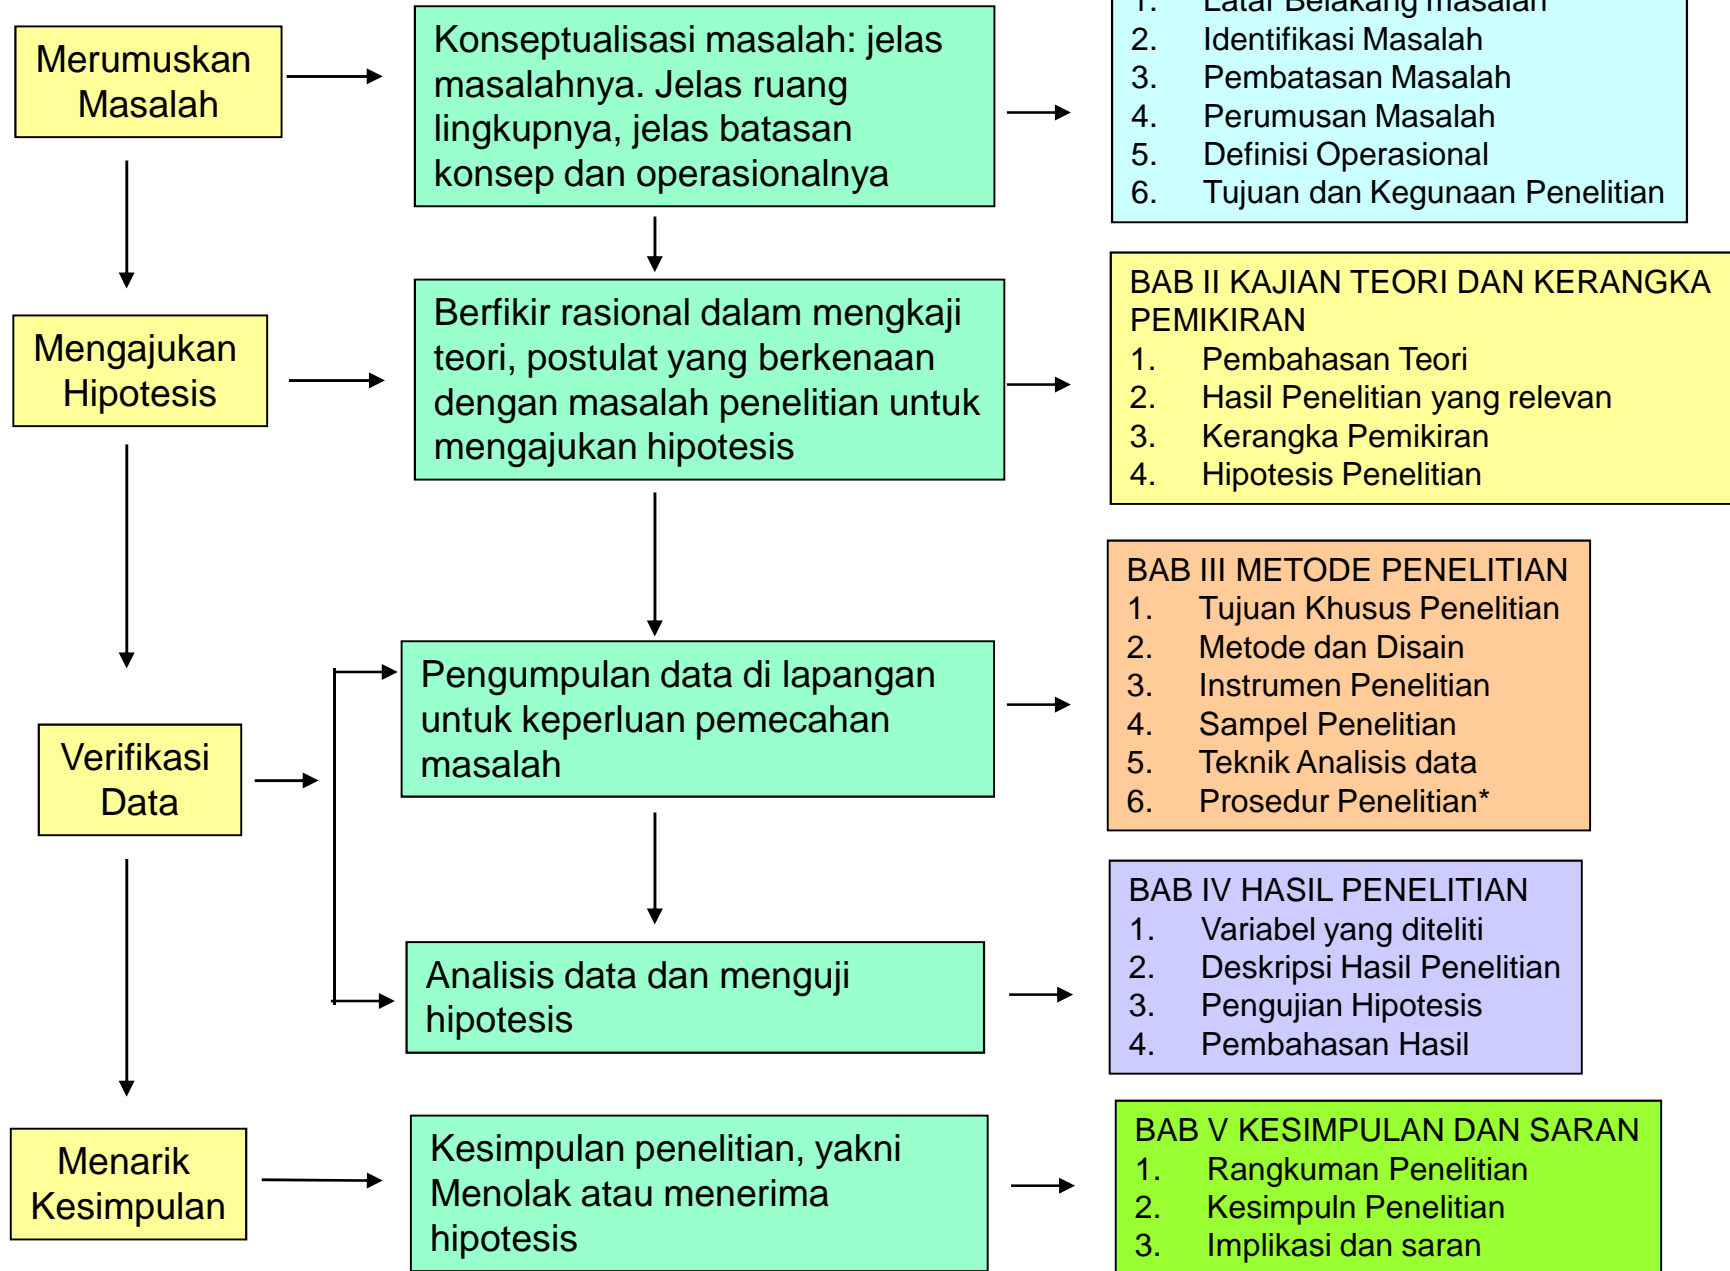 Merumuskan
Masalah
Konseptualisasi masalah: jelas
masalahnya. Jelas ruang
lingkupnya, jelas batasan
konsep dan operasionalnya
1. Latar Belakang masalah
2. Identifikasi Masalah
3. Pembatasan Masalah
4. Perumusan Masalah
5. Definisi Operasional
6. Tujuan dan Kegunaan Penelitian
Mengajukan
Hipotesis
Berfikir rasional dalam mengkaji
teori, postulat yang berkenaan
dengan masalah penelitian untuk
mengajukan hipotesis
BAB II KAJIAN TEORI DAN KERANGKA
PEMIKIRAN
1. Pembahasan Teori
2. Hasil Penelitian yang relevan
3. Kerangka Pemikiran
4. Hipotesis Penelitian
Verifikasi
Data
Pengumpulan data di lapangan
untuk keperluan pemecahan
masalah
BAB III METODE PENELITIAN
1. Tujuan Khusus Penelitian
2. Metode dan Disain
3. Instrumen Penelitian
4. Sampel Penelitian
5. Teknik Analisis data
6. Prosedur Penelitian*
Analisis data dan menguji
hipotesis
BAB IV HASIL PENELITIAN
1. Variabel yang diteliti
2. Deskripsi Hasil Penelitian
3. Pengujian Hipotesis
4. Pembahasan Hasil
Menarik
Kesimpulan
Kesimpulan penelitian, yakni
Menolak atau menerima
hipotesis
BAB V KESIMPULAN DAN SARAN
1. Rangkuman Penelitian
2. Kesimpuln Penelitian
3. Implikasi dan saran